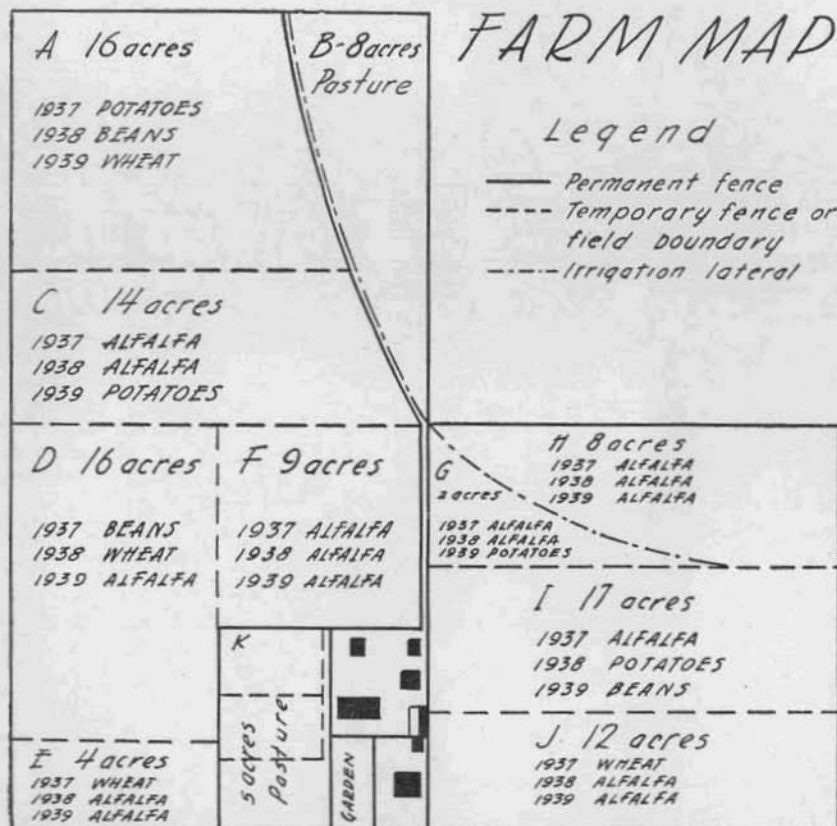 FARM MAP
Legend
Permanent fence
Temporary fence or
field boundary
Irrigation lateral
A 16 acres
1937 POTATOES
1938 BEANS
1939 WHEAT
B-8 acres
Pasture
C 14 acres
1937 ALFALFA
1938 ALFALFA
1939 POTATOES
D 16 acres
1937 BEANS
1938 WHEAT
1939 ALFALFA
F 9 acres
1937 ALFALFA
1938 ALFALFA
1939 ALFALFA
G
2 acres
1937 ALFALFA
1938 ALFALFA
1939 POTATOES
H 8 acres
1937 ALFALFA
1938 ALFALFA
1939 ALFALFA
I 17 acres
1937 ALFALFA
1938 POTATOES
1939 BEANS
K
5 acres
Pasture
GARDEN
E 4 acres
1937 WHEAT
1938 ALFALFA
1939 ALFALFA
J 12 acres
1937 WHEAT
1938 ALFALFA
1939 ALFALFA